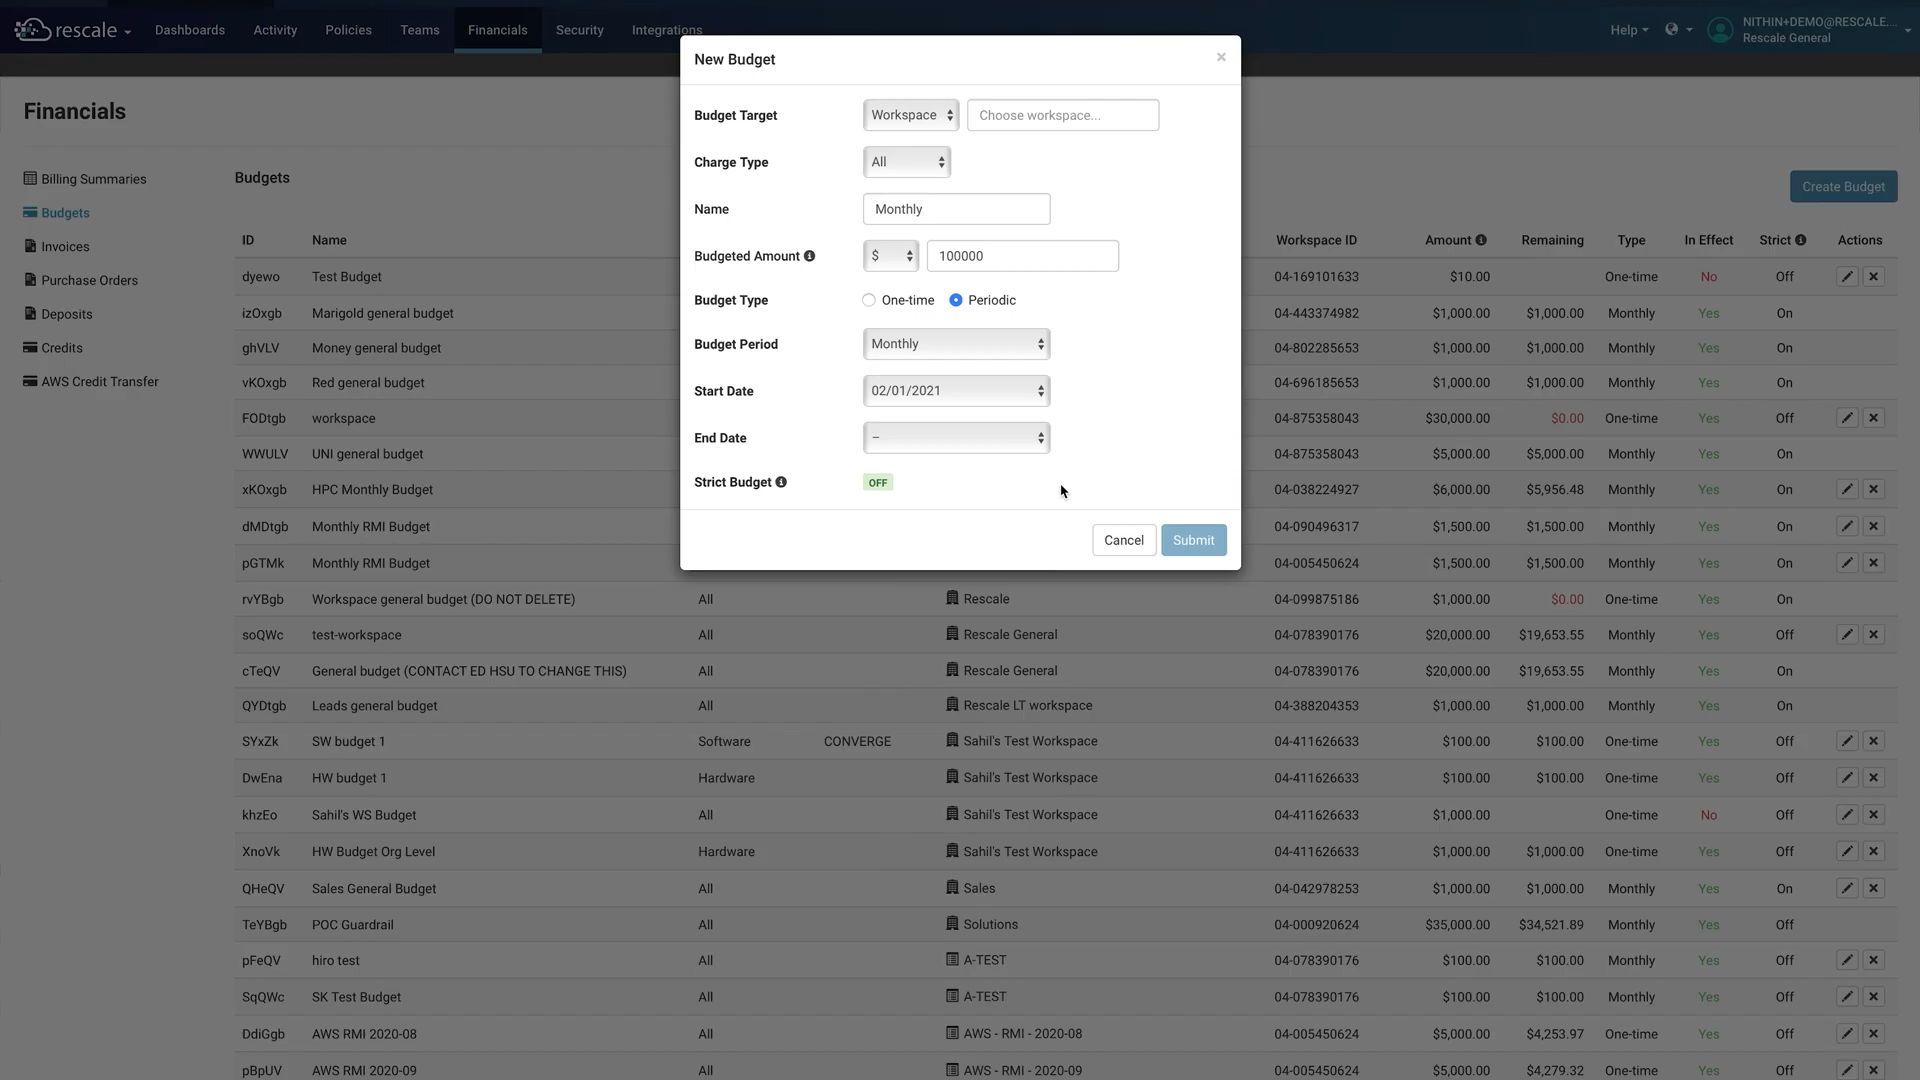 rescale
Dashboards
Activity
Policies
Teams
Financials
Security
Integrations
Help
NITHIN+DEMO@RESCALE....
Rescale General
Financials
Billing Summaries
Budgets
Invoices
Purchase Orders
Deposits
Credits
AWS Credit Transfer
Budgets
Create Budget
New Budget
×
Budget Target Workspace Choose workspace...
Charge Type All
Name Monthly
Budgeted Amount $ 100000
Budget Type One-time Periodic
Budget Period Monthly
Start Date 02/01/2021
End Date –
Strict Budget OFF
Cancel Submit
ID Name Workspace ID Amount Remaining Type In Effect Strict Actions
dyewo Test Budget 04-169101633 $10.00 One-time No Off
izOxgb Marigold general budget 04-443374982 $1,000.00 $1,000.00 Monthly Yes On
ghVLV Money general budget 04-802285653 $1,000.00 $1,000.00 Monthly Yes On
vKOxgb Red general budget 04-696185653 $1,000.00 $1,000.00 Monthly Yes On
FODtgb workspace 04-875358043 $30,000.00 $0.00 One-time Yes Off
WWULV UNI general budget 04-875358043 $5,000.00 $5,000.00 Monthly Yes On
xKOxgb HPC Monthly Budget 04-038224927 $6,000.00 $5,956.48 Monthly Yes On
dMDtgb Monthly RMI Budget 04-090496317 $1,500.00 $1,500.00 Monthly Yes On
pGTMk Monthly RMI Budget 04-005450624 $1,500.00 $1,500.00 Monthly Yes On
rvYBgb Workspace general budget (DO NOT DELETE) All Rescale 04-099875186 $1,000.00 $0.00 One-time Yes On
soQWc test-workspace All Rescale General 04-078390176 $20,000.00 $19,653.55 Monthly Yes Off
cTeQV General budget (CONTACT ED HSU TO CHANGE THIS) All Rescale General 04-078390176 $20,000.00 $19,653.55 Monthly Yes On
QYDtgb Leads general budget All Rescale LT workspace 04-388204353 $1,000.00 $1,000.00 Monthly Yes On
SYxZk SW budget 1 Software CONVERGE Sahil's Test Workspace 04-411626633 $100.00 $100.00 One-time Yes Off
DwEna HW budget 1 Hardware Sahil's Test Workspace 04-411626633 $100.00 $100.00 One-time Yes Off
khzEo Sahil's WS Budget All Sahil's Test Workspace 04-411626633 $1,000.00 One-time No Off
XnoVk HW Budget Org Level Hardware Sahil's Test Workspace 04-411626633 $1,000.00 $1,000.00 One-time Yes Off
QHeQV Sales General Budget All Sales 04-042978253 $1,000.00 $1,000.00 Monthly Yes On
TeYBgb POC Guardrail All Solutions 04-000920624 $35,000.00 $34,521.89 Monthly Yes Off
pFeQV hiro test All A-TEST 04-078390176 $100.00 $100.00 Monthly Yes Off
SqQWc SK Test Budget All A-TEST 04-078390176 $100.00 $100.00 Monthly Yes Off
DdiGgb AWS RMI 2020-08 All AWS - RMI - 2020-08 04-005450624 $5,000.00 $4,253.97 One-time Yes Off
pBpUV AWS RMI 2020-09 All AWS - RMI - 2020-09 04-005450624 $5,000.00 $4,279.32 One-time Yes Off